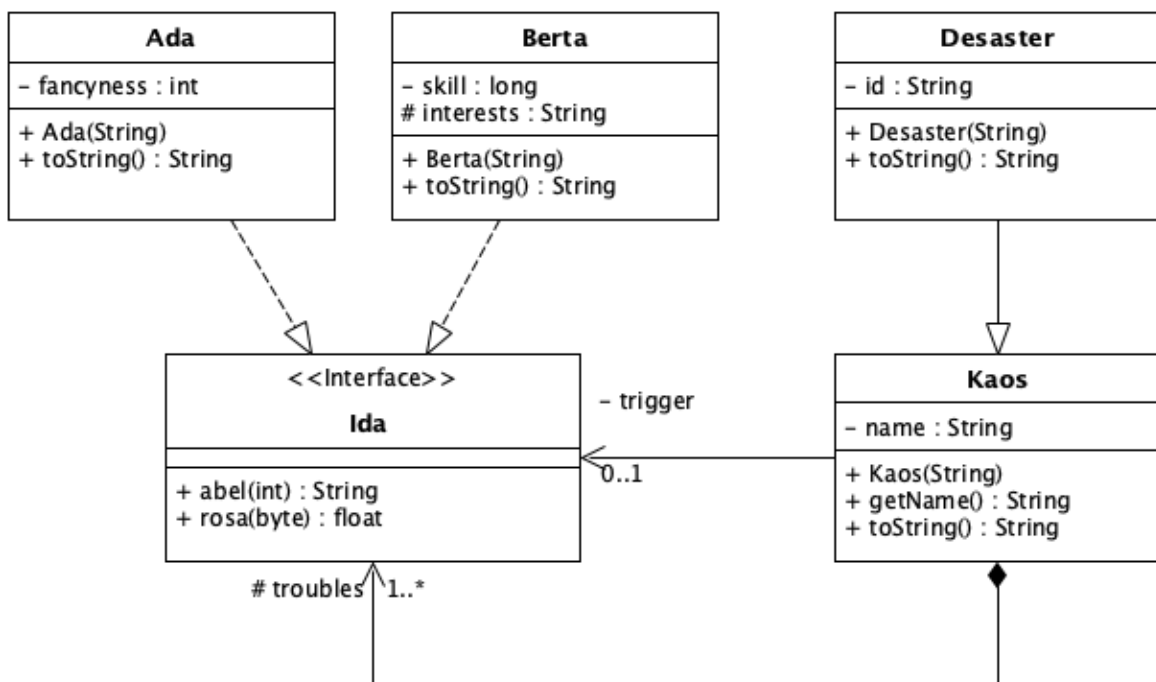 Ada
– fancyness : int
+ Ada(String)
+ toString() : String
Berta
– skill : long
# interests : String
+ Berta(String)
+ toString() : String
Desaster
– id : String
+ Desaster(String)
+ toString() : String
<<Interface>>
Ida
+ abel(int) : String
+ rosa(byte) : float
– trigger
0..1
Kaos
– name : String
+ Kaos(String)
+ getName() : String
+ toString() : String
# troubles
1..*